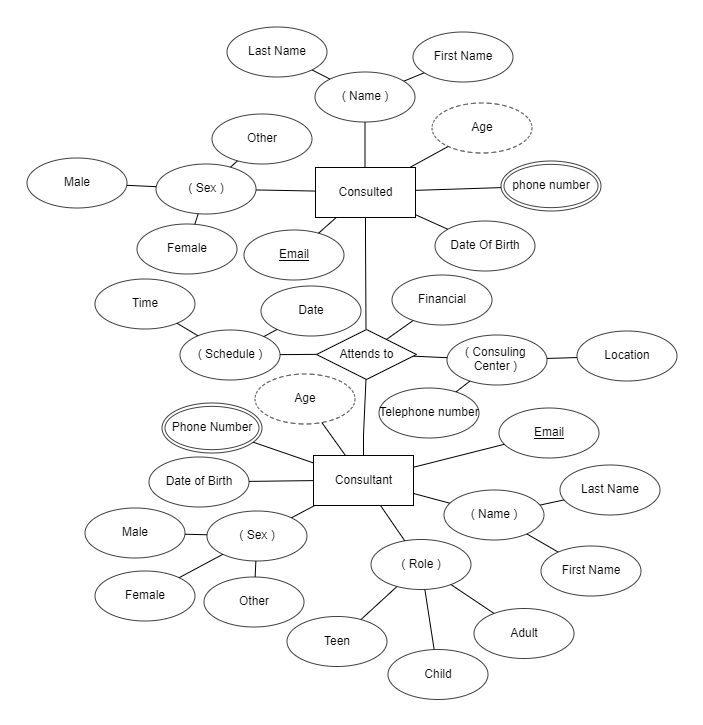 Last Name
First Name
( Name )
Age
Other
Male
( Sex )
Consulted
phone number
Female
Email
Date Of Birth
Time
Date
Financial
( Schedule )
Attends to
( Consuling
Center )
Location
Age
Telephone number
Phone Number
Email
Date of Birth
Consultant
Last Name
( Name )
Male
( Sex )
First Name
( Role )
Female
Other
Teen
Adult
Child